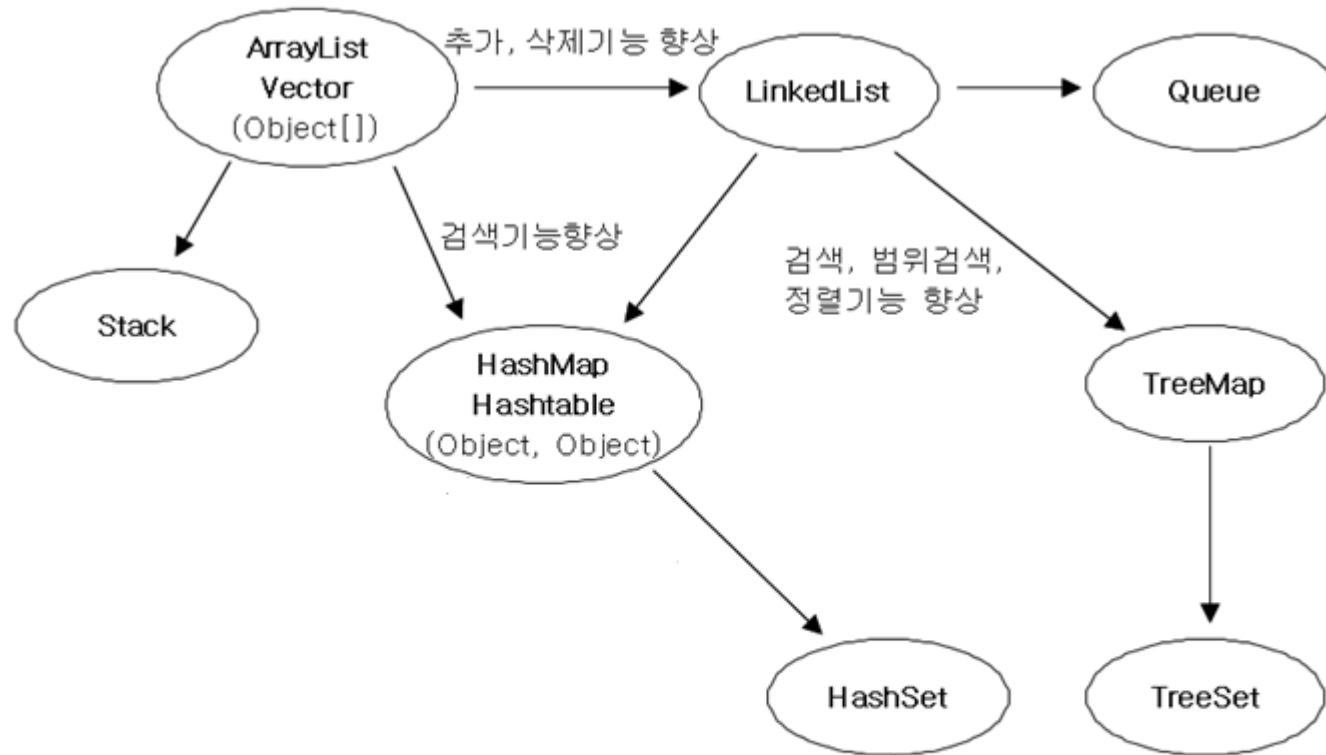 ArrayList
Vector
(Object[])
추가, 삭제기능 향상
LinkedList
Queue
검색기능향상
검색, 범위검색,
정렬기능 향상
Stack
HashMap
Hashtable
(Object, Object)
TreeMap
HashSet
TreeSet